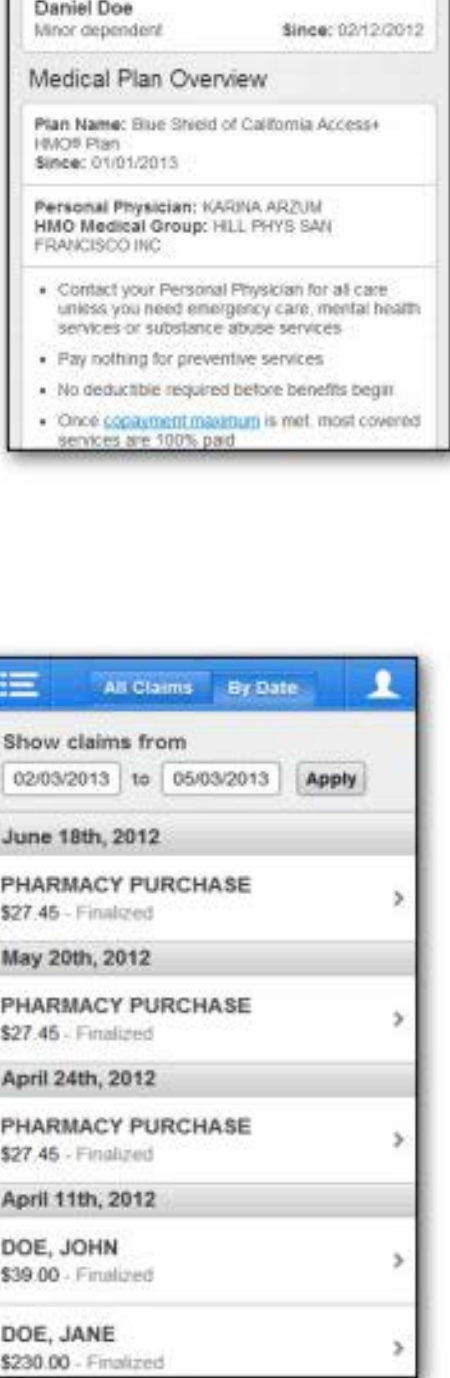 Daniel Doe
Minor dependent Since: 02/12/2012
Medical Plan Overview
Plan Name: Blue Shield of California Access+
HMO® Plan
Since: 01/01/2013
Personal Physician: KARINA ARZUM
HMO Medical Group: HILL PHYS SAN
FRANCISCO INC
• Contact your Personal Physician for all care
unless you need emergency care, mental health
services or substance abuse services
• Pay nothing for preventive services
• No deductible required before benefits begin
• Once copayment maximum is met, most covered
services are 100% paid
All Claims By Date
Show claims from
02/03/2013 to 05/03/2013 Apply
June 18th, 2012
PHARMACY PURCHASE
$27.45 - Finalized
May 20th, 2012
PHARMACY PURCHASE
$27.45 - Finalized
April 24th, 2012
PHARMACY PURCHASE
$27.45 - Finalized
April 11th, 2012
DOE, JOHN
$39.00 - Finalized
DOE, JANE
$230.00 - Finalized